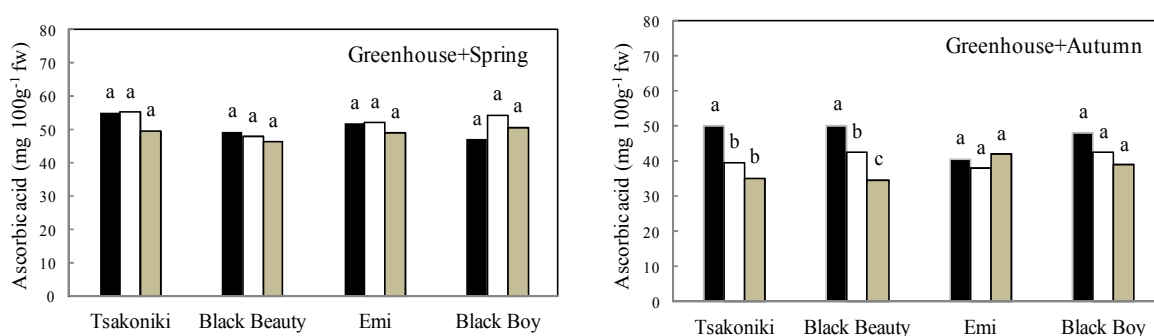 Greenhouse+Spring
Ascorbic acid (mg 100g-1 fw)
80
70
60
50
40
30
20
10
0
a a a
a a a
a a a
a a a
Tsakoniki Black Beauty Emi Black Boy
Greenhouse+Autumn
Ascorbic acid (mg 100g-1 fw)
80
70
60
50
40
30
20
10
0
a b b
a b c
a a a
a a a
Tsakoniki Black Beauty Emi Black Boy